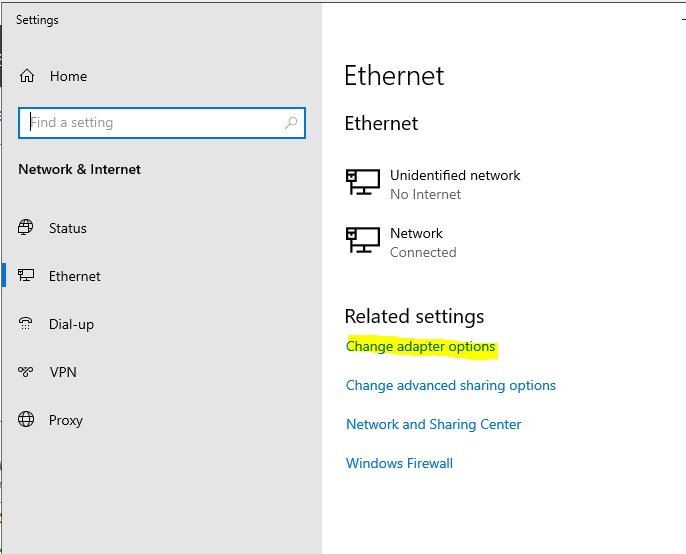 Settings
Home
Find a setting
Network & Internet
Status
Ethernet
Dial-up
VPN
Proxy
Ethernet
Ethernet
Unidentified network
No Internet
Network
Connected
Related settings
Change adapter options
Change advanced sharing options
Network and Sharing Center
Windows Firewall